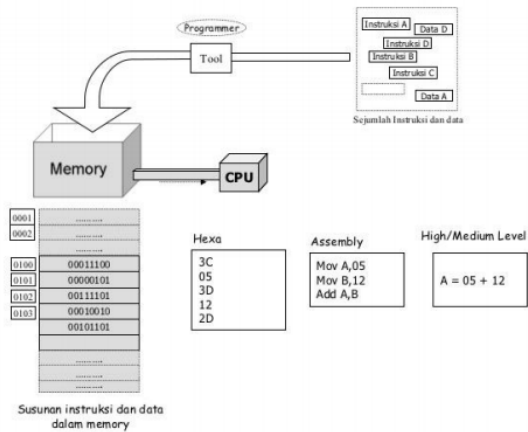 Programmer
Tool
Instruksi A
Data D
Instruksi D
Instruksi B
Instruksi C
Data A
Sejumlah Instruksi dan data
Memory
CPU
0001
..........
0002
..........
..........
0100
00011100
0101
00000101
0102
00111101
0103
00010010
00101101
..........
..........
..........
Susunan instruksi dan data
dalam memory
Hexa
3C
05
3D
12
2D
Assembly
Mov A,05
Mov B,12
Add A,B
High/Medium Level
A = 05 + 12